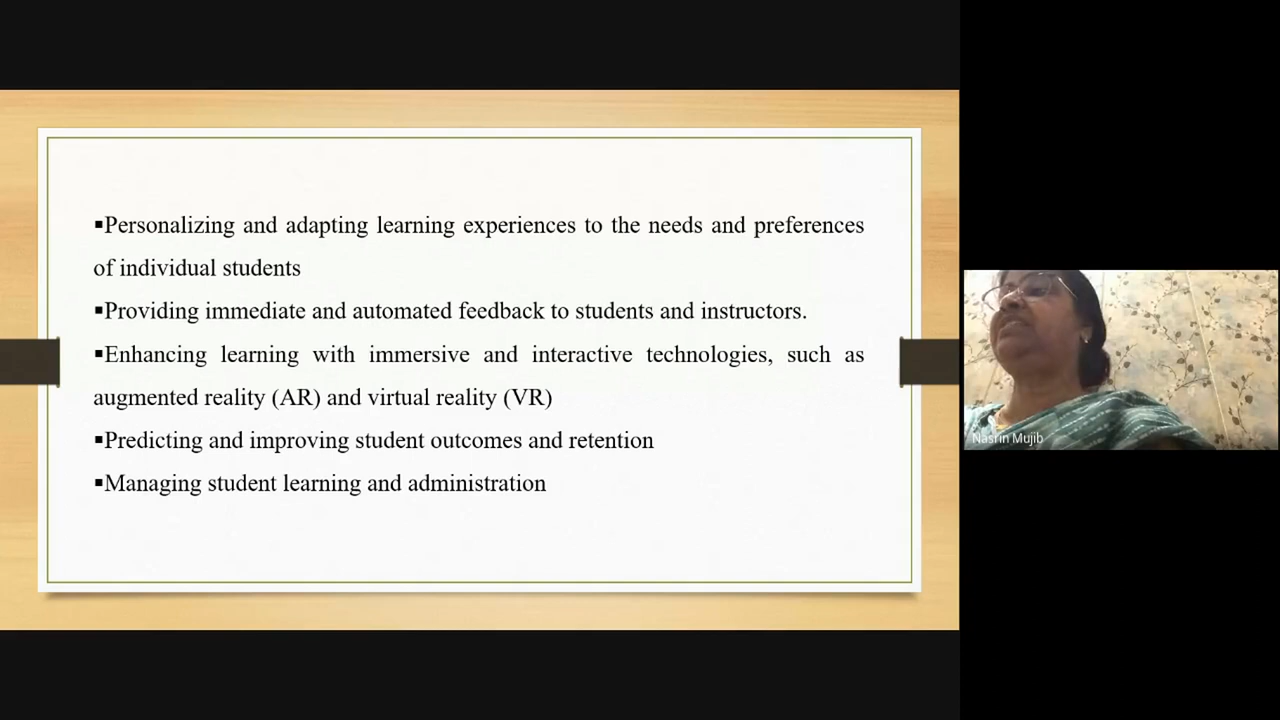 ▪Personalizing and adapting learning experiences to the needs and preferences
of individual students
▪Providing immediate and automated feedback to students and instructors.
▪Enhancing learning with immersive and interactive technologies, such as
augmented reality (AR) and virtual reality (VR)
▪Predicting and improving student outcomes and retention
▪Managing student learning and administration
Nasrin Mujib